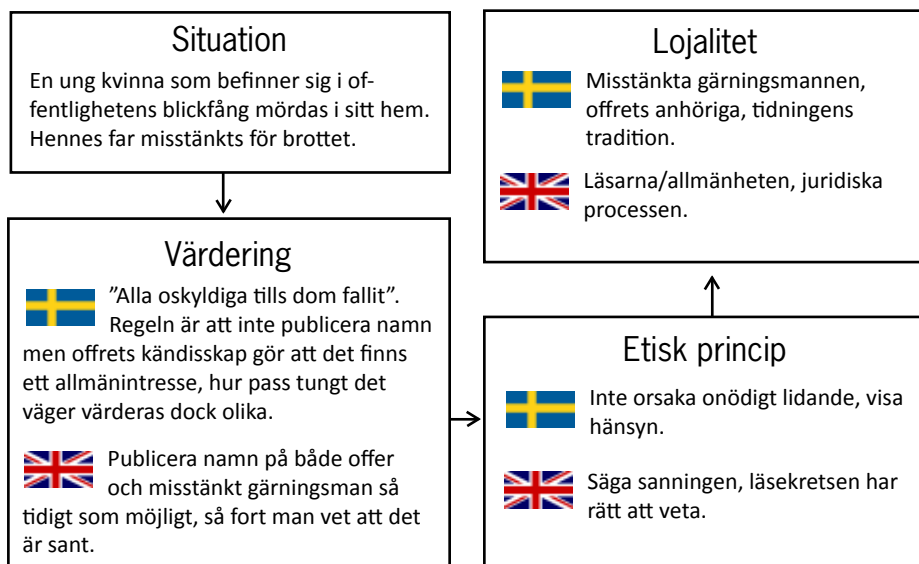 Situation
En ung kvinna som befinner sig i of-
fentlighetens blickfång mördas i sitt hem.
Hennes far misstänkts för brottet.
Värdering
”Alla oskyldiga tills dom fallit”.
Regeln är att inte publicera namn
men offrets kändisskap gör att det finns
ett allmänintresse, hur pass tungt det
väger värderas dock olika.
Publicera namn på både offer
och misstänkt gärningsman så
tidigt som möjligt, så fort man vet att det
är sant.
Etisk princip
Inte orsaka onödigt lidande, visa
hänsyn.
Säga sanningen, läsekretsen har
rätt att veta.
Lojalitet
Misstänkta gärningsmannen,
offrets anhöriga, tidningens
tradition.
Läsarna/allmänheten, juridiska
processen.